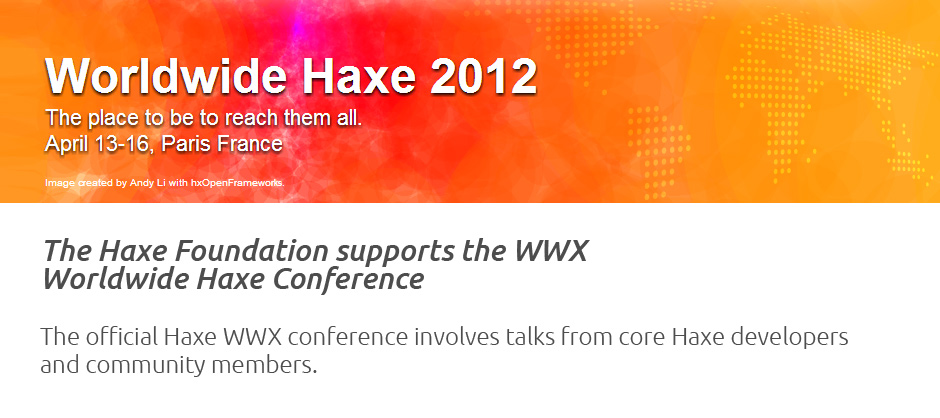 Worldwide Haxe 2012
The place to be to reach them all.
April 13-16, Paris France
Image created by Andy Li with hxOpenFrameworks.
The Haxe Foundation supports the WWX
Worldwide Haxe Conference
The official Haxe WWX conference involves talks from core Haxe developers
and community members.